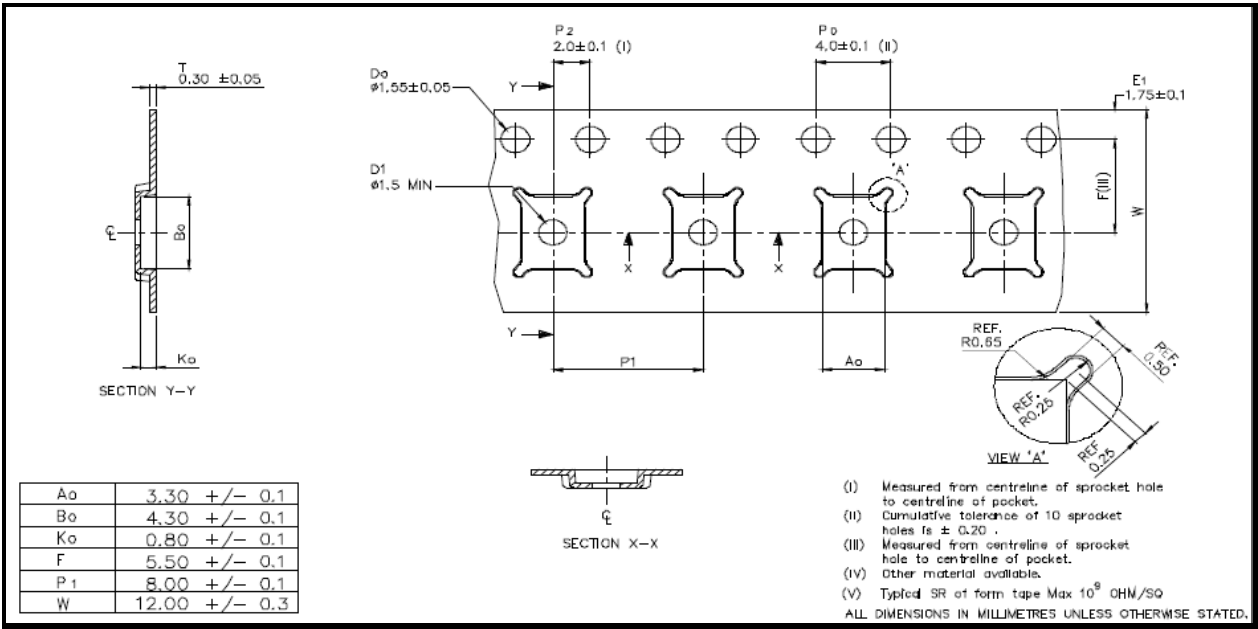 T
0.30 ±0.05
Bo
℄
Ko
SECTION Y-Y
P2
2.0±0.1 (I)
Po
4.0±0.1 (II)
Do
ø1.55±0.05
Y
E1
1.75±0.1
D1
ø1.5 MIN
'A'
F(III)
W
X
X
Y
P1
Ao
REF.
R0.65
REF.
0.50
REF.
R0.25
REF
0.25
VIEW 'A'
℄
SECTION X-X
Ao 3.30 +/- 0.1
Bo 4.30 +/- 0.1
Ko 0.80 +/- 0.1
F 5.50 +/- 0.1
P1 8.00 +/- 0.1
W 12.00 +/- 0.3
(I) Measured from centreline of sprocket hole
to centreline of pocket.
(II) Cumulative tolerance of 10 sprocket
holes is ± 0.20 .
(III) Measured from centreline of sprocket
hole to centreline of pocket.
(IV) Other material available.
(V) Typical SR of form tape Max 10⁹ OHM/SQ
ALL DIMENSIONS IN MILLIMETRES UNLESS OTHERWISE STATED.